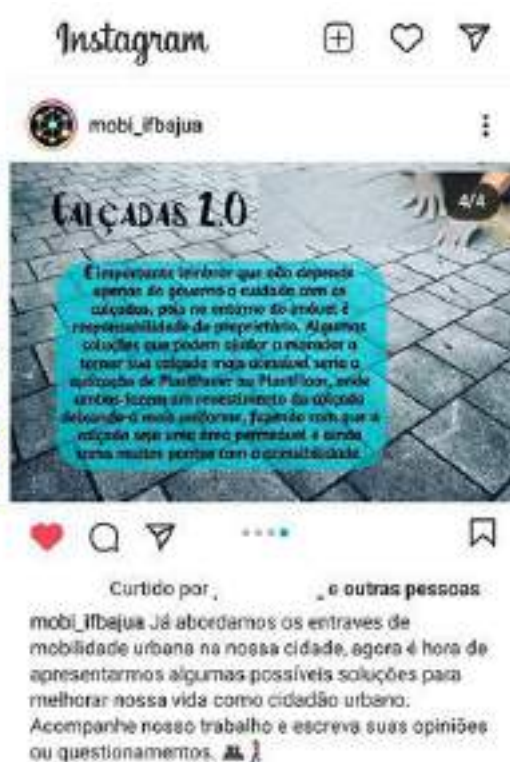 Instagram
mobi_ifbajua
4/4
CALÇADAS 2.0
É importante lembrar que não depende
apenas do governo o cuidado com as
calçadas, pois no entorno do imóvel é
responsabilidade do proprietário. Algumas
soluções que podem ajudar o morador a
tornar sua calçada mais acessível seria a
aplicação de ou onde
ambos fazem um revestimento da calçada
deixando-a mais uniforme, fazendo com que a
calçada seja uma área permeável e ainda
muitos pontos com a acessibilidade
Curtido por e outras pessoas
mobi_ifbajua Já abordamos os entraves de
mobilidade urbana na nossa cidade, agora é hora de
apresentarmos algumas possíveis soluções para
melhorar nossa vida como cidadão urbano.
Acompanhe nosso trabalho e escreva suas opiniões
ou questionamentos.